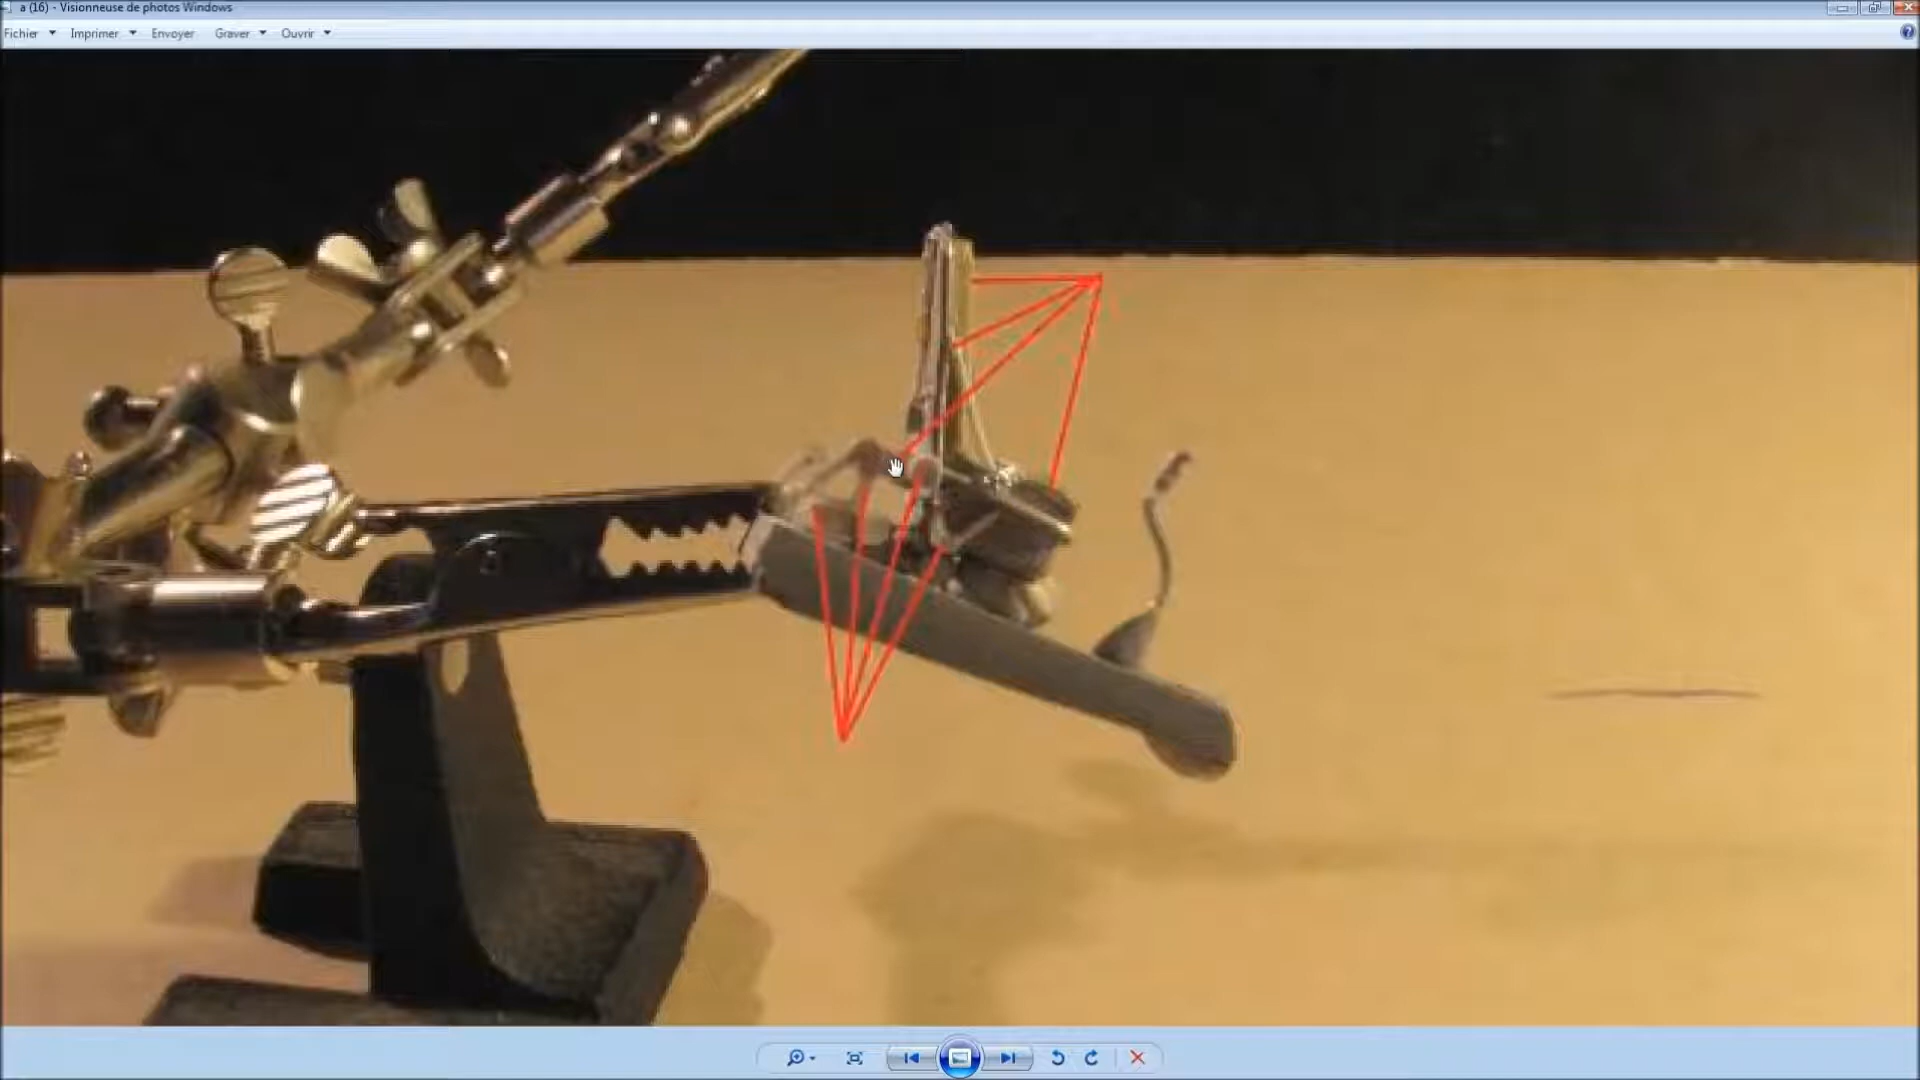 a (16) - Visionneuse de photos Windows
Fichier Imprimer Envoyer Graver Ouvrir